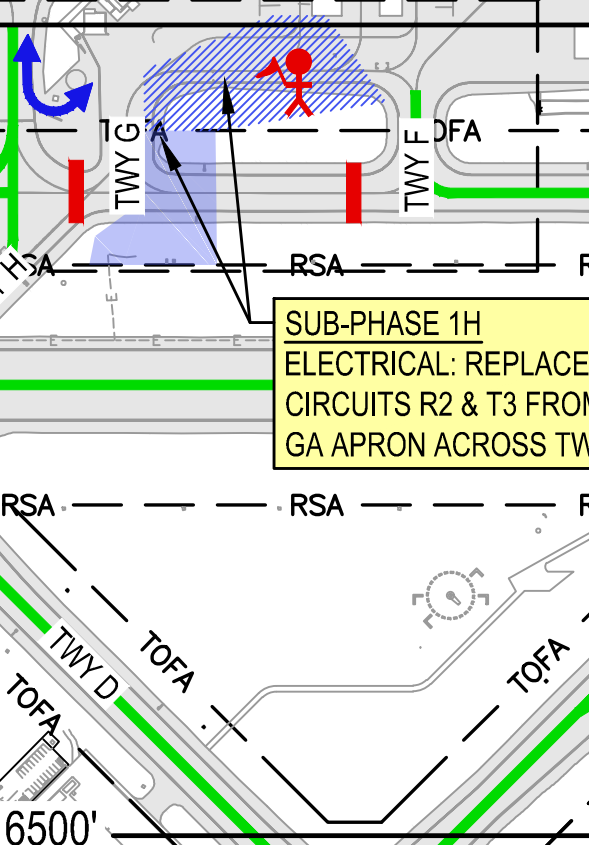 TOFA
TOFA
TWY G
TWY F
H
RSA
RSA
R
E
E
E
E
E
SUB-PHASE 1H
ELECTRICAL: REPLACE
CIRCUITS R2 & T3 FROM
GA APRON ACROSS TW
RSA
RSA
R
TWY D
TOFA
TOFA
TOFA
6500'